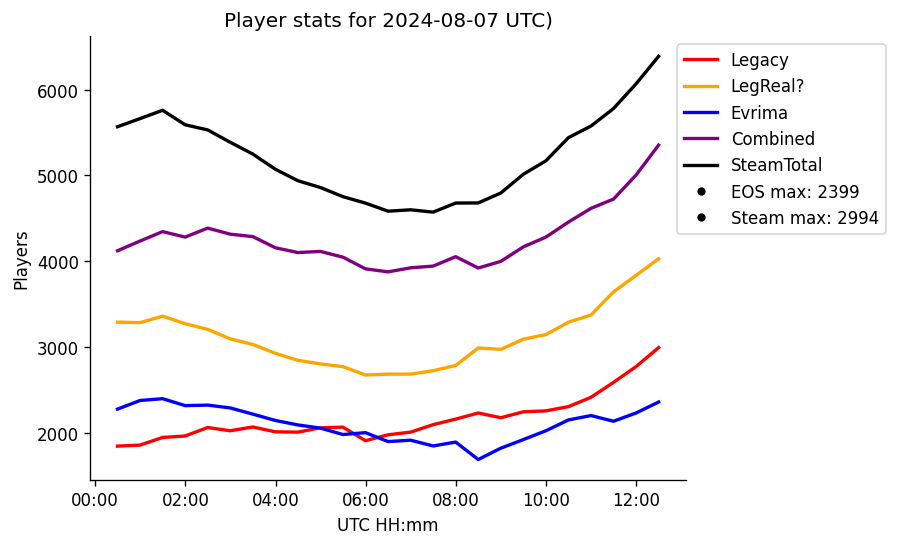 Player stats for 2024-08-07 UTC)
Legacy
LegReal?
Evrima
Combined
SteamTotal
EOS max: 2399
Steam max: 2994
6000
5000
4000
3000
2000
Players
00:00 02:00 04:00 06:00 08:00 10:00 12:00
UTC HH:mm